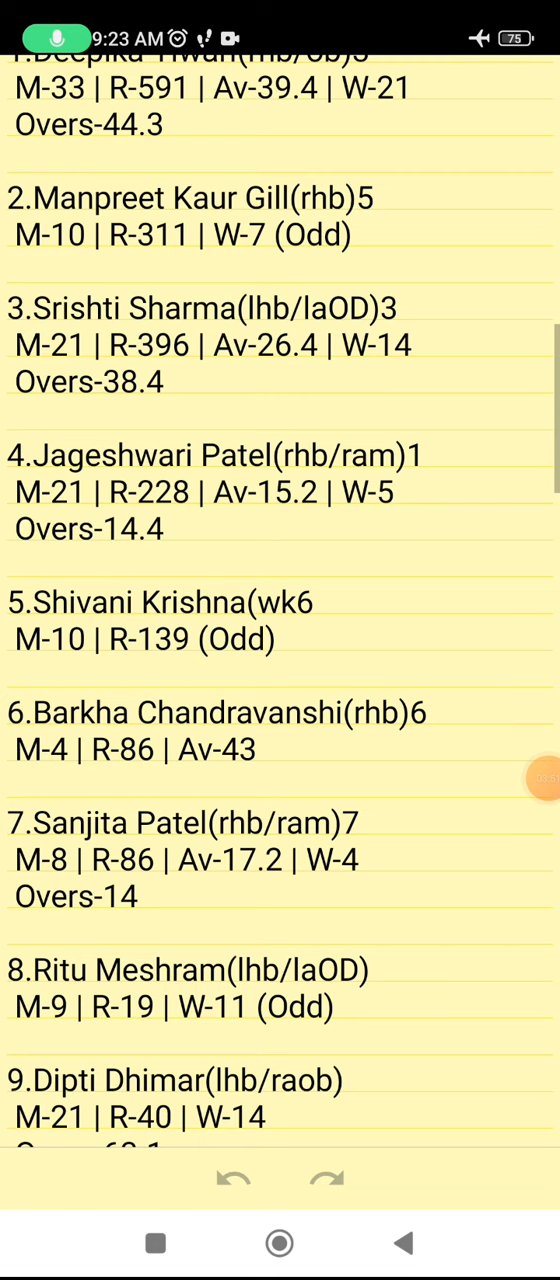 9:23 AM
75
M-33 | R-591 | Av-39.4 | W-21
Overs-44.3
2.Manpreet Kaur Gill(rhb)5
M-10 | R-311 | W-7 (Odd)
3.Srishti Sharma(lhb/laOD)3
M-21 | R-396 | Av-26.4 | W-14
Overs-38.4
4.Jageshwari Patel(rhb/ram)1
M-21 | R-228 | Av-15.2 | W-5
Overs-14.4
5.Shivani Krishna(wk6
M-10 | R-139 (Odd)
6.Barkha Chandravanshi(rhb)6
M-4 | R-86 | Av-43
7.Sanjita Patel(rhb/ram)7
M-8 | R-86 | Av-17.2 | W-4
Overs-14
8.Ritu Meshram(lhb/laOD)
M-9 | R-19 | W-11 (Odd)
9.Dipti Dhimar(lhb/raob)
M-21 | R-40 | W-14